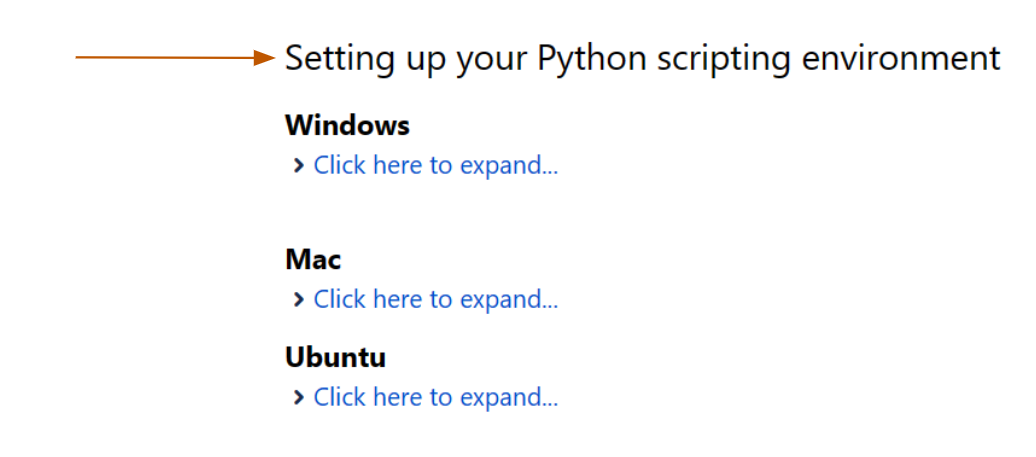 Setting up your Python scripting environment
Windows
Click here to expand...
Mac
Click here to expand...
Ubuntu
Click here to expand...